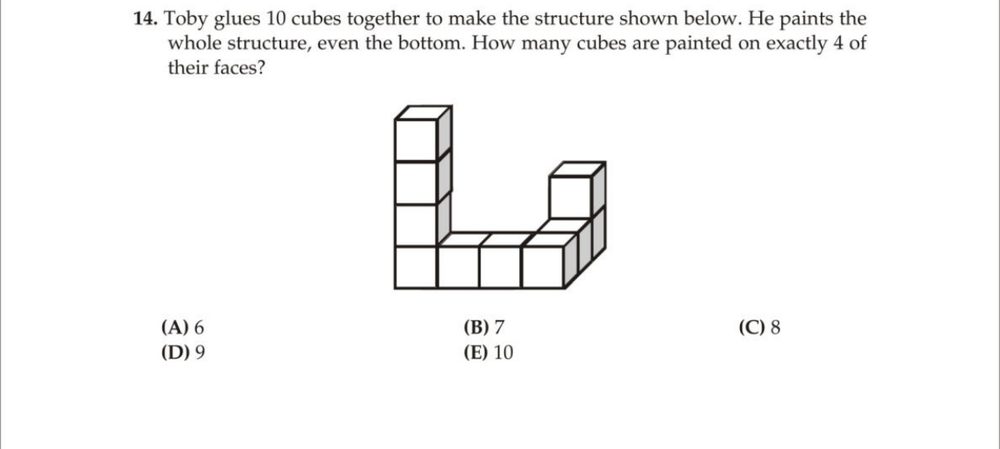 14. Toby glues 10 cubes together to make the structure shown below. He paints the
whole structure, even the bottom. How many cubes are painted on exactly 4 of
their faces?
(A) 6 (B) 7 (C) 8
(D) 9 (E) 10